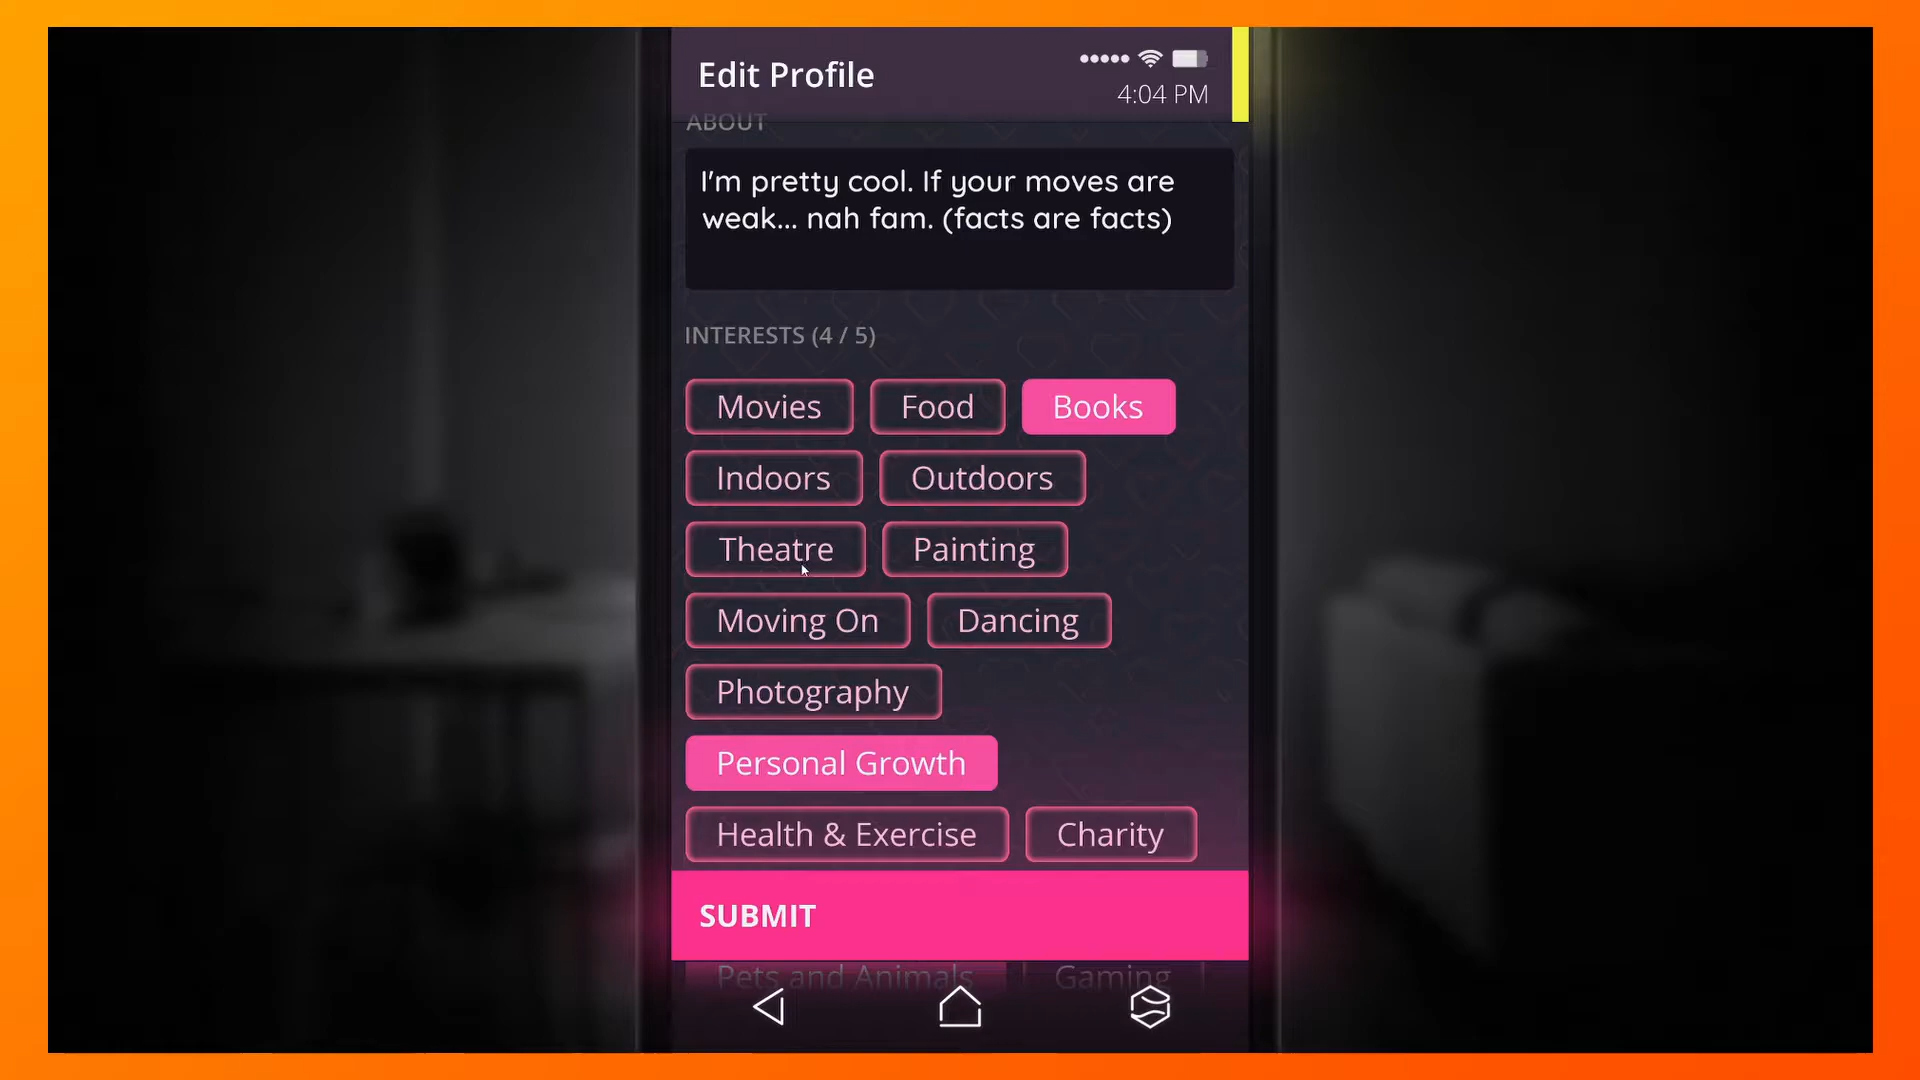 Edit Profile
4:04 PM
ABOUT
I'm pretty cool. If your moves are
weak... nah fam. (facts are facts)
INTERESTS (4 / 5)
Movies Food Books
Indoors Outdoors
Theatre Painting
Moving On Dancing
Photography
Personal Growth
Health & Exercise Charity
SUBMIT
Pets and Animals Gaming